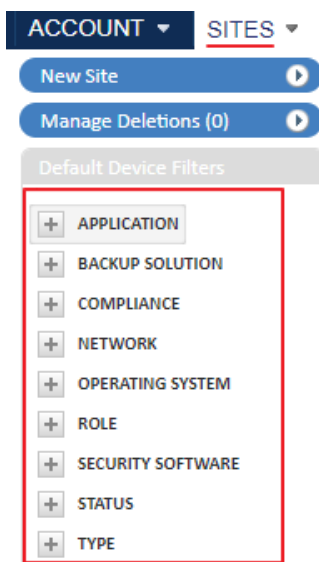 ACCOUNT SITES
New Site
Manage Deletions (0)
Default Device Filters
APPLICATION
BACKUP SOLUTION
COMPLIANCE
NETWORK
OPERATING SYSTEM
ROLE
SECURITY SOFTWARE
STATUS
TYPE